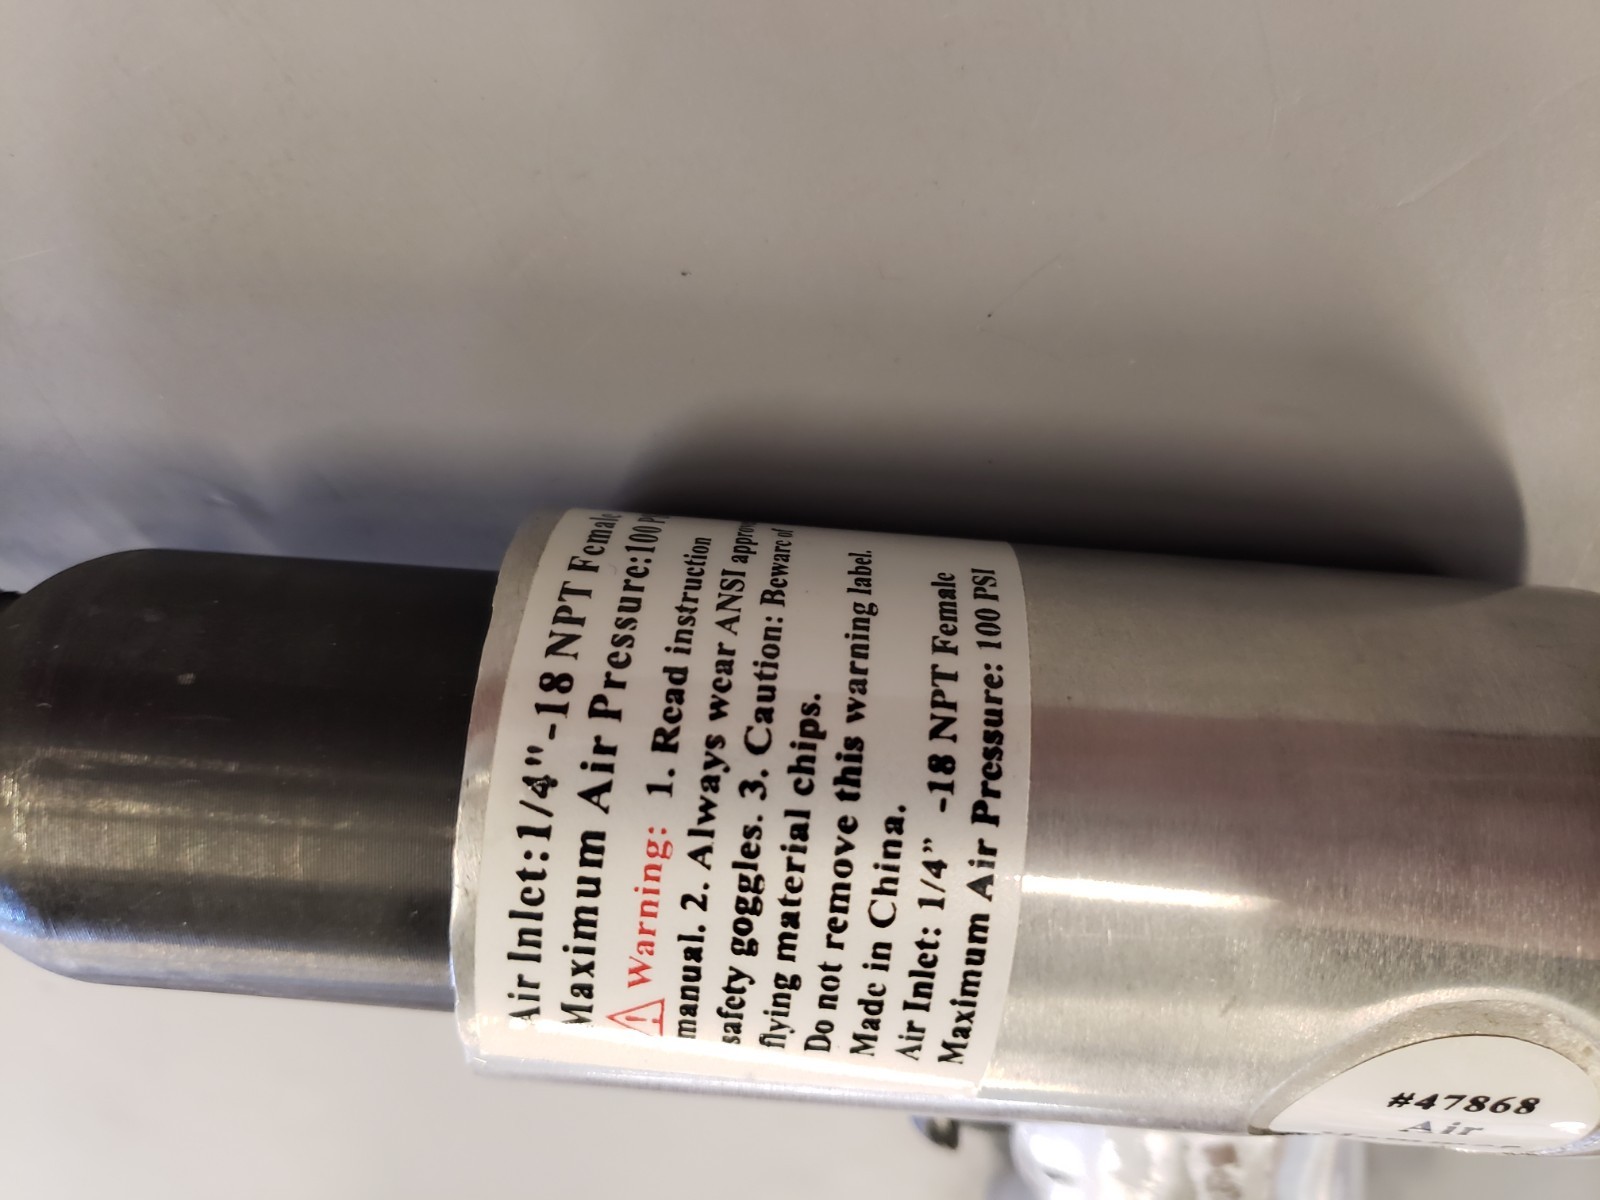 Air Inlet:1/4"-18 NPT Female
Maximum Air Pressure:100
Warning: 1. Read instruction
manual. 2. Always wear ANSI
safety goggles. 3. Caution: Beware of
flying material chips.
Do not remove this warning label.
Made in China.
Air Inlet: 1/4” -18 NPT Female
Maximum Air Pressure: 100 PSI
#47868
Air